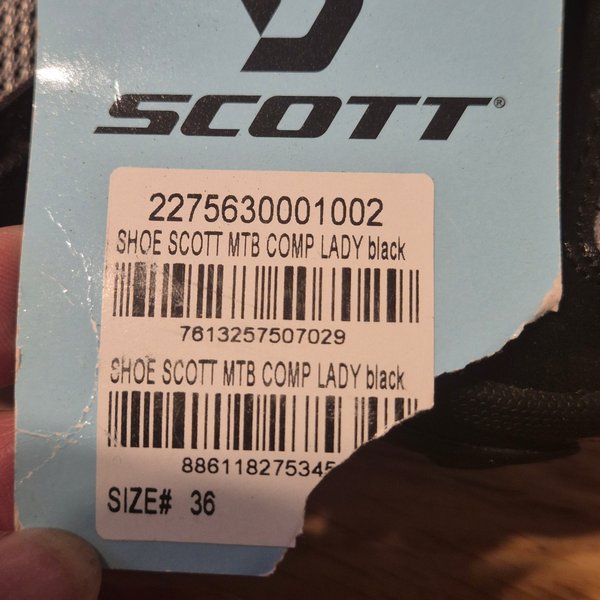 SCOTT®
2275630001002
SHOE SCOTT MTB COMP LADY black
7613257507029
SHOE SCOTT MTB COMP LADY black
886118275345
SIZE# 36